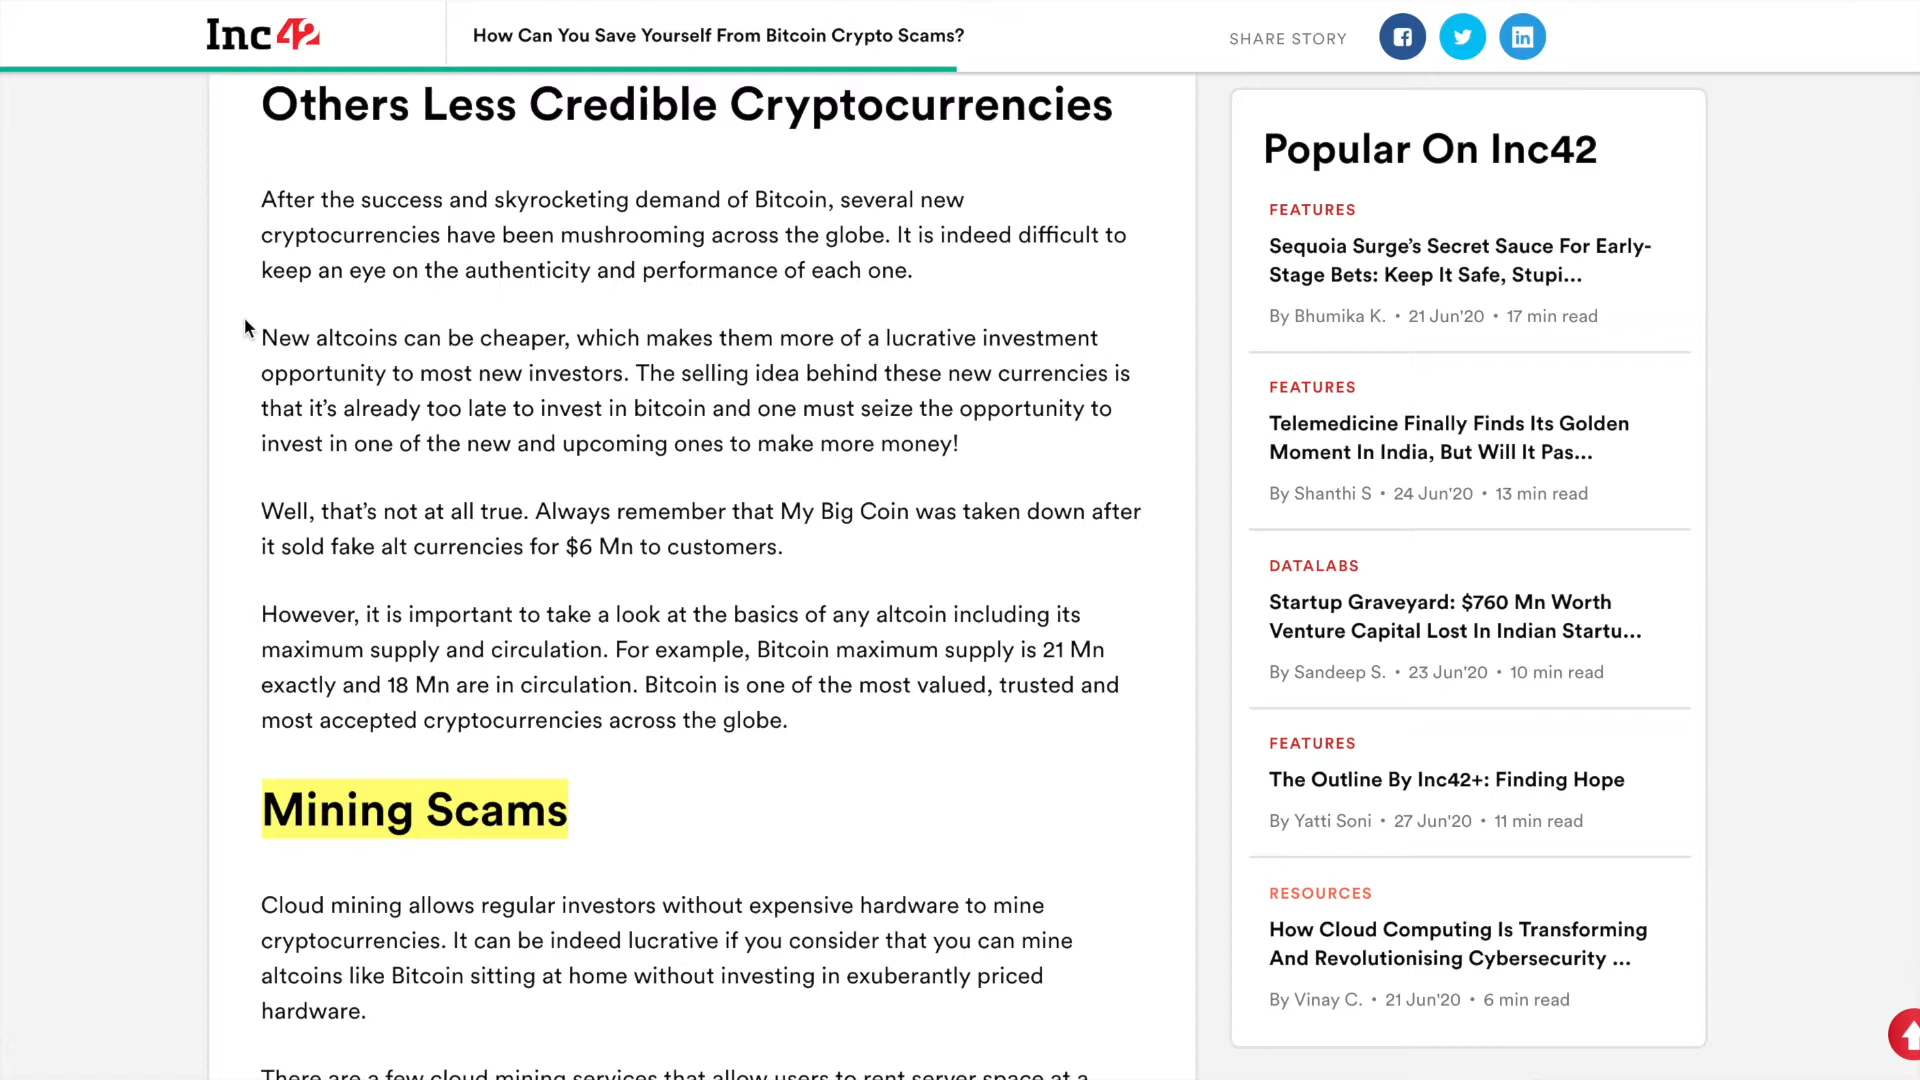 Inc42
How Can You Save Yourself From Bitcoin Crypto Scams?
SHARE STORY
Others Less Credible Cryptocurrencies
After the success and skyrocketing demand of Bitcoin, several new
cryptocurrencies have been mushrooming across the globe. It is indeed difficult to
keep an eye on the authenticity and performance of each one.
New altcoins can be cheaper, which makes them more of a lucrative investment
opportunity to most new investors. The selling idea behind these new currencies is
that it’s already too late to invest in bitcoin and one must seize the opportunity to
invest in one of the new and upcoming ones to make more money!
Well, that’s not at all true. Always remember that My Big Coin was taken down after
it sold fake alt currencies for $6 Mn to customers.
However, it is important to take a look at the basics of any altcoin including its
maximum supply and circulation. For example, Bitcoin maximum supply is 21 Mn
exactly and 18 Mn are in circulation. Bitcoin is one of the most valued, trusted and
most accepted cryptocurrencies across the globe.
Mining Scams
Cloud mining allows regular investors without expensive hardware to mine
cryptocurrencies. It can be indeed lucrative if you consider that you can mine
altcoins like Bitcoin sitting at home without investing in exuberantly priced
hardware.
There are a few cloud mining services that allow users to rent server space at a
Popular On Inc42
FEATURES
Sequoia Surge’s Secret Sauce For Early-
Stage Bets: Keep It Safe, Stupi...
By Bhumika K. • 21 Jun'20 • 17 min read
FEATURES
Telemedicine Finally Finds Its Golden
Moment In India, But Will It Pas...
By Shanthi S • 24 Jun'20 • 13 min read
DATALABS
Startup Graveyard: $760 Mn Worth
Venture Capital Lost In Indian Startu...
By Sandeep S. • 23 Jun'20 • 10 min read
FEATURES
The Outline By Inc42+: Finding Hope
By Yatti Soni • 27 Jun'20 • 11 min read
RESOURCES
How Cloud Computing Is Transforming
And Revolutionising Cybersecurity ...
By Vinay C. • 21 Jun'20 • 6 min read